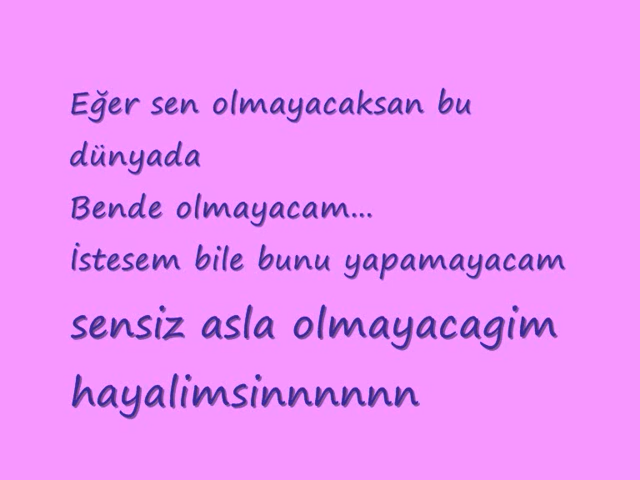 Eğer sen olmayacaksan bu
dünyada
Bende olmayacam...
İstesem bile bunu yapamayacam
sensiz asla olmayacagim
hayalimsinnnnnn